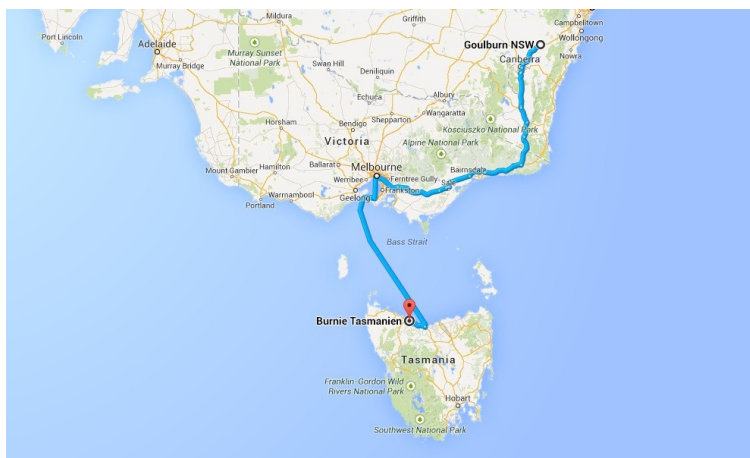 Mildura
Griffith
Campbelltown
Port Lincoln
Adelaide
Wollongong
Goulburn NSW
Murray Sunset
National Park
Murray Bridge
Swan Hill
Deniliquin
Canberra
Nowra
Echuca
Albury
Wangaratta
Horsham
Bendigo
Shepparton
Kosciuszko National Park
Victoria
Alpine National Park
Mount Gambier
Hamilton
Ballarat
Melbourne
Bairnsdale
Werribee
Ferntree Gully
Sale
Portland
Warrnambool
Geelong
Frankston
Bass Strait
Burnie Tasmanien
Tasmania
Franklin-Gordon Wild
Rivers National Park
Hobart
Southwest National Park